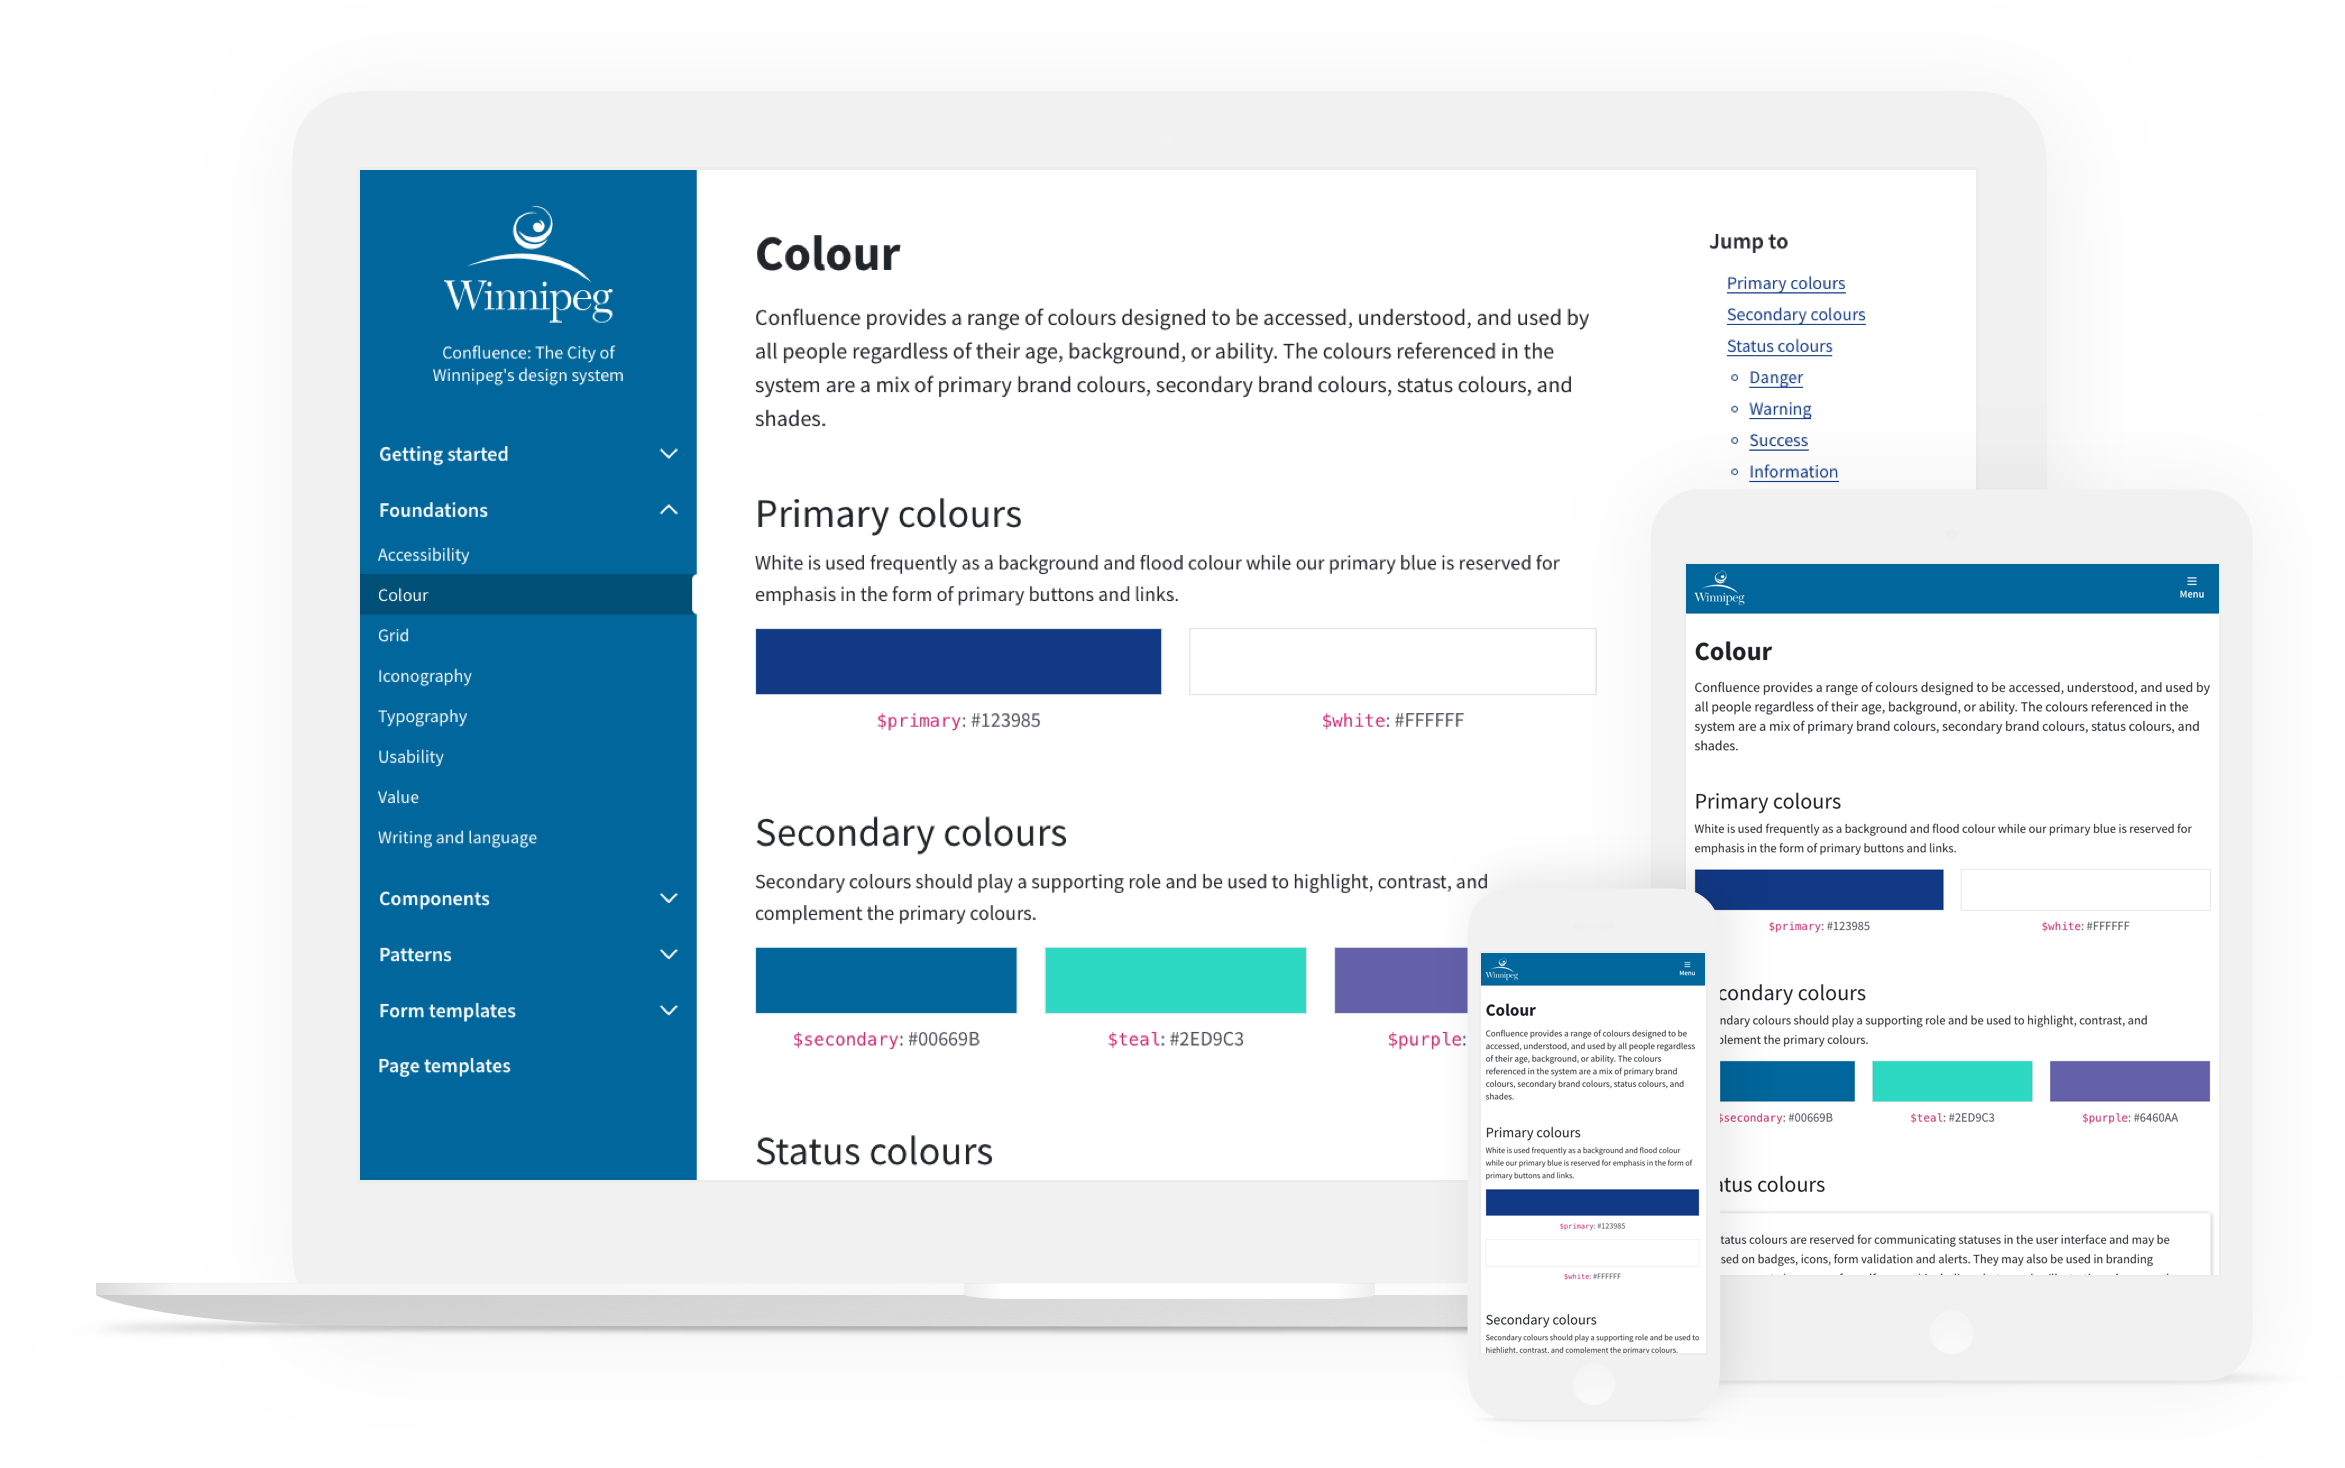 Winnipeg
Confluence: The City of
Winnipeg's design system
Getting started
Foundations
Accessibility
Colour
Grid
Iconography
Typography
Usability
Value
Writing and language
Components
Patterns
Form templates
Page templates
Colour
Confluence provides a range of colours designed to be accessed, understood, and used by
all people regardless of their age, background, or ability. The colours referenced in the
system are a mix of primary brand colours, secondary brand colours, status colours, and
shades.
Primary colours
White is used frequently as a background and flood colour while our primary blue is reserved for
emphasis in the form of primary buttons and links.
$primary: #123985
$white: #FFFFFF
Secondary colours
Secondary colours should play a supporting role and be used to highlight, contrast, and
complement the primary colours.
$secondary: #00669B
$teal: #2ED9C3
$purple:
Status colours
Jump to
Primary colours
Secondary colours
Status colours
Danger
Warning
Success
Information
Winnipeg
Menu
Colour
Confluence provides a range of colours designed to be
accessed, understood, and used by all people regardless
of their age, background, or ability. The colours
referenced in the system are a mix of primary brand
colours, secondary brand colours, status colours, and
shades.
Primary colours
White is used frequently as a background and flood colour
while our primary blue is reserved for emphasis in the form of
primary buttons and links.
$primary: #123985
$white: #FFFFFF
Secondary colours
Secondary colours should play a supporting role and be used to
highlight, contrast, and complement the primary colours.
Winnipeg
Menu
Colour
Confluence provides a range of colours designed to be accessed, understood, and used by
all people regardless of their age, background, or ability. The colours referenced in the
system are a mix of primary brand colours, secondary brand colours, status colours, and
shades.
Primary colours
White is used frequently as a background and flood colour while our primary blue is reserved for
emphasis in the form of primary buttons and links.
$primary: #123985
$white: #FFFFFF
condary colours
ndary colours should play a supporting role and be used to highlight, contrast, and
plement the primary colours.
$secondary: #00669B
$teal: #2ED9C3
$purple: #6460AA
atus colours
tatus colours are reserved for communicating statuses in the user interface and may be
sed on badges, icons, form validation and alerts. They may also be used in branding